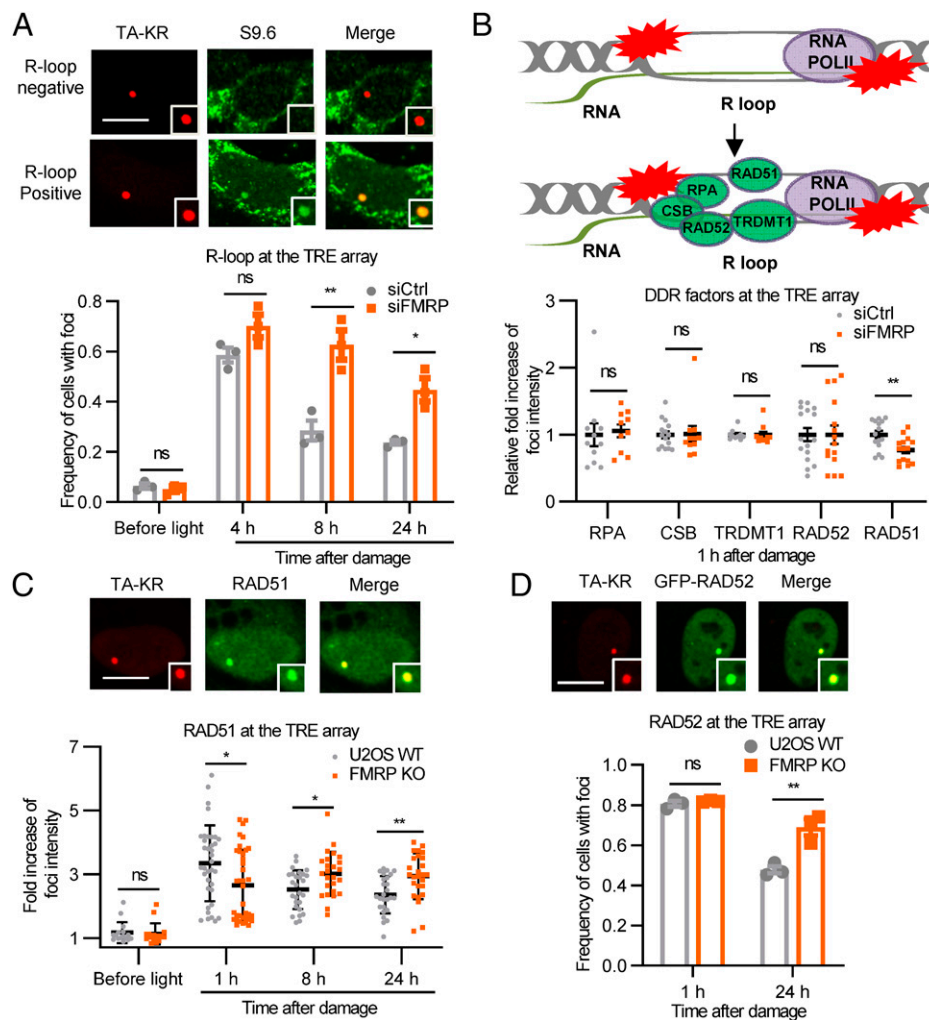 A
TA-KR S9.6 Merge
R-loop
negative
R-loop
Positive
R-loop at the TRE array
siCtrl
siFMRP
ns
ns
**
*
Frequency of cells with foci
0.8
0.6
0.4
0.2
0.0
Before light 4 h 8 h 24 h
Time after damage
B
RNA
POLII
RNA
R loop
RAD51
RPA
CSB
RAD52
TRDMT1
RNA
POLII
RNA
R loop
DDR factors at the TRE array
siCtrl
siFMRP
ns
ns
ns
ns
**
Relative fold increase of
foci intensity
3
2
1
0
RPA CSB TRDMT1 RAD52 RAD51
1 h after damage
C
TA-KR RAD51 Merge
RAD51 at the TRE array
U2OS WT
FMRP KO
ns
*
*
**
Fold increase of
foci intensity
7
5
3
1
Before light 1 h 8 h 24 h
Time after damage
D
TA-KR GFP-RAD52 Merge
RAD52 at the TRE array
U2OS WT
FMRP KO
ns
**
Frequency of cells with foci
1.0
0.8
0.6
0.4
0.2
0.0
1 h 24 h
Time after damage